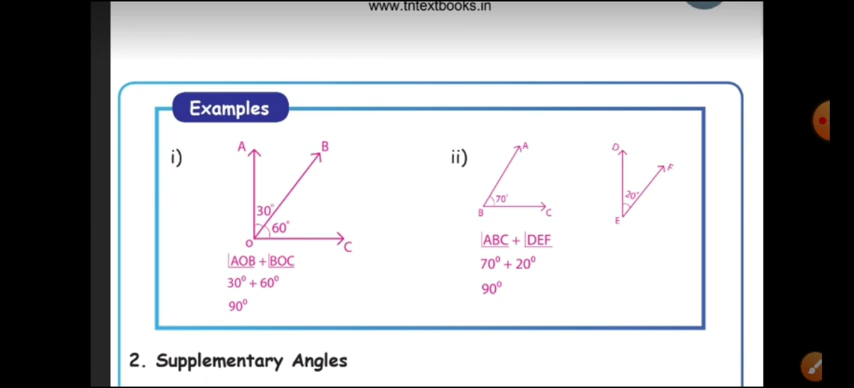 www.tntextbooks.in
Examples
i)
A
B
30°
60°
O
C
∠AOB + ∠BOC
30° + 60°
90°
ii)
A
70°
B
C
D
F
20°
E
∠ABC + ∠DEF
70° + 20°
90°
2. Supplementary Angles